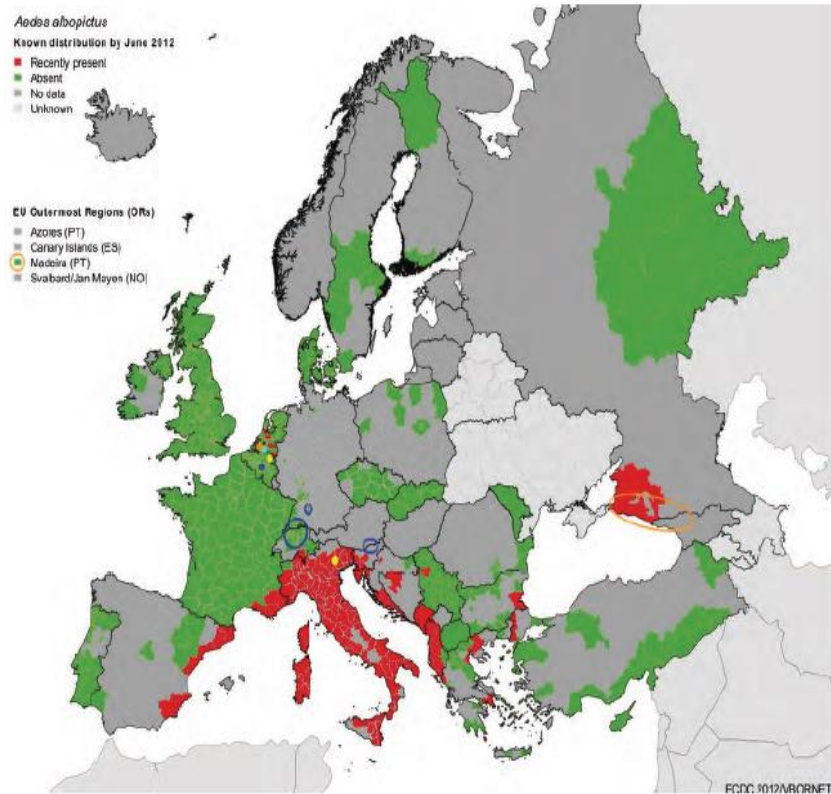 Aedes albopictus
Known distribution by June 2012
Recently present
Absent
No data
Unknown
EU Outermost Regions (ORs)
Azores (PT)
Canary Islands (ES)
Madeira (PT)
Svalbard/Jan Mayen (NO)
ECDC 2012/VBORNET